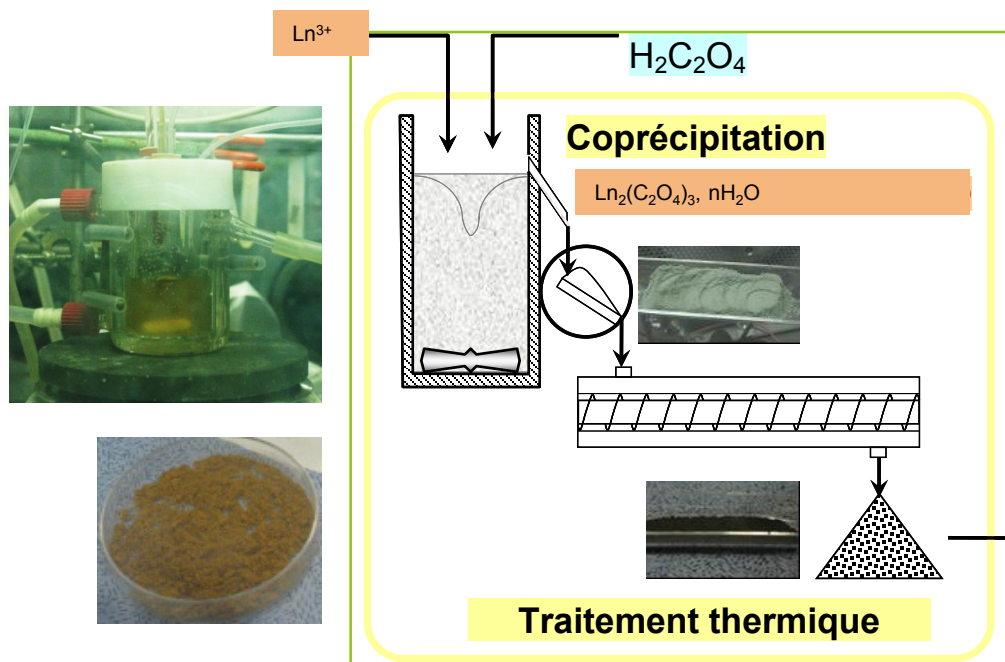 Ln³⁺
H₂C₂O₄
Coprécipitation
Ln₂(C₂O₄)₃, nH₂O
Traitement thermique